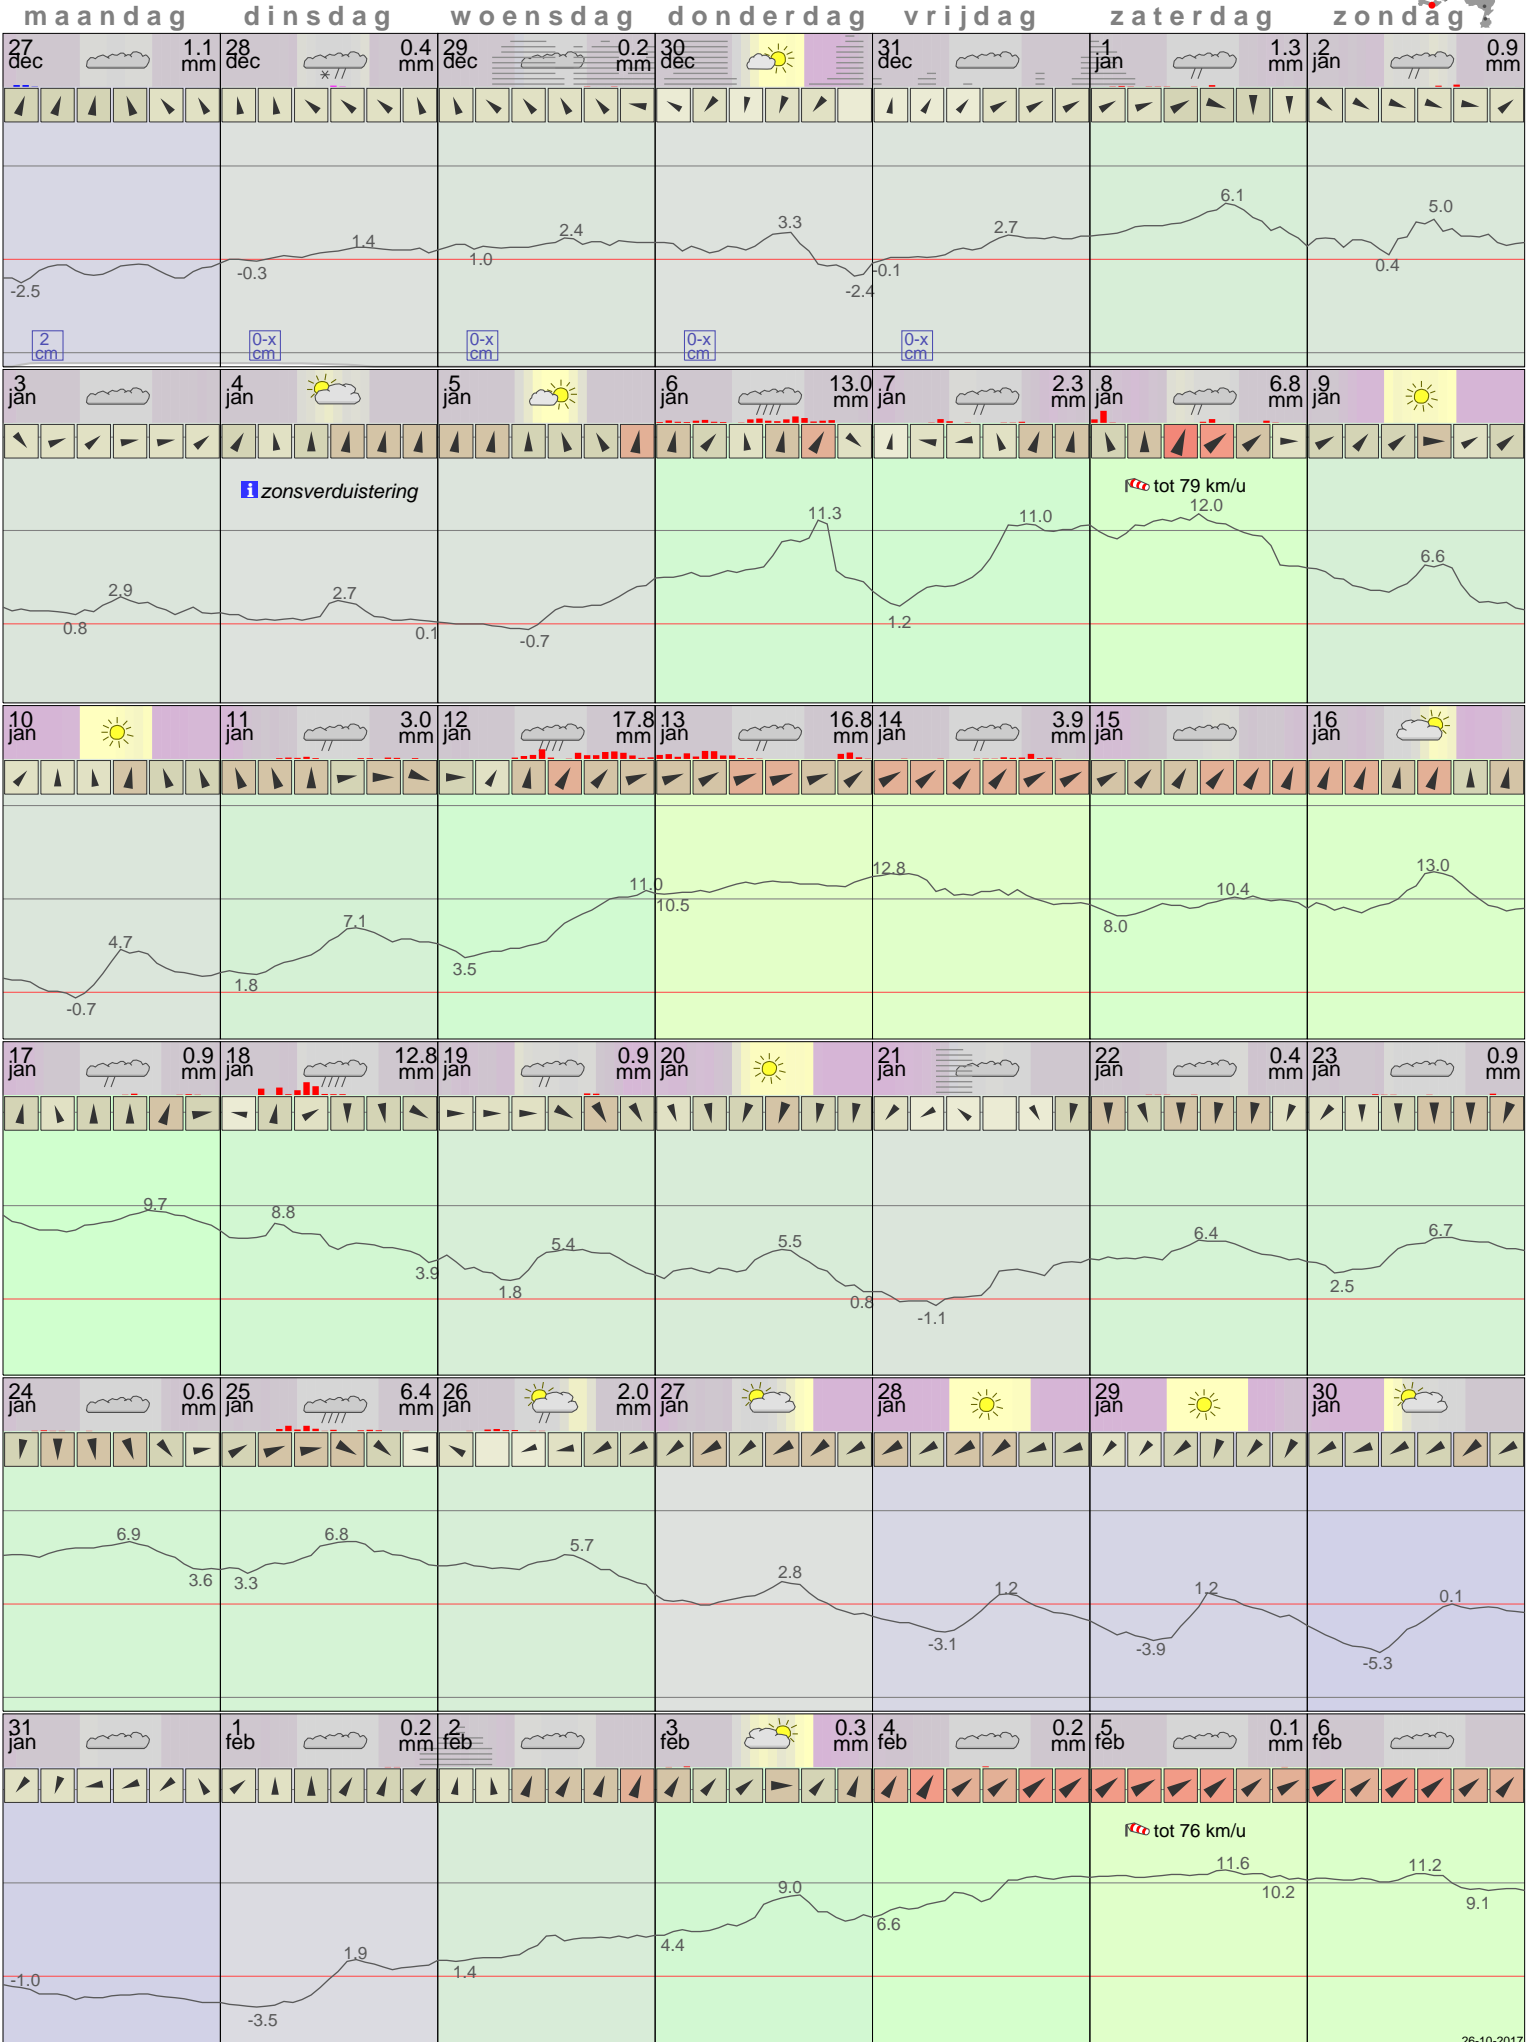 maandag dinsdag woensdag donderdag vrijdag zaterdag zondag
27 dec 1.1 mm 28 dec 0.4 mm 29 dec 0.2 mm 30 dec 31 dec 1 jan 1.3 mm 2 jan 0.9 mm
6.1
5.0
3.3
2.7
2.4
1.4
1.0
0.4
-0.1
-0.3
-2.5
-2.4
2 cm 0-x cm 0-x cm 0-x cm 0-x cm
3 jan 4 jan 5 jan 6 jan 13.0 mm 7 jan 2.3 mm 8 jan 6.8 mm 9 jan
i zonsverduistering tot 79 km/u
12.0
11.3 11.0
6.6
2.9 2.7
0.8 0.1 -0.7 1.2
10 jan 11 jan 3.0 mm 12 jan 17.8 13 jan 16.8 mm 14 jan 3.9 mm 15 jan 16 jan
12.8 13.0
11.0 10.4
10.5
7.1 8.0
4.7
3.5
1.8
-0.7
17 jan 0.9 mm 18 jan 12.8 mm 19 jan 0.9 mm 20 jan 21 jan 22 jan 0.4 mm 23 jan 0.9 mm
9.7 8.8
5.4 5.5 6.4 6.7
3.9 1.8 0.8 -1.1 2.5
24 jan 0.6 mm 25 jan 6.4 mm 26 jan 2.0 mm 27 jan 28 jan 29 jan 30 jan
6.9 6.8 5.7
2.8 1.2 1.2 0.1
3.6 3.3
-3.1 -3.9 -5.3
31 jan 1 feb 0.2 mm 2 feb 3 feb 0.3 mm 4 feb 0.2 mm 5 feb 0.1 mm 6 feb
tot 76 km/u
11.6 11.2
9.0 10.2 9.1
6.6
4.4
1.9
1.4
-1.0
-3.5
26-10-2017